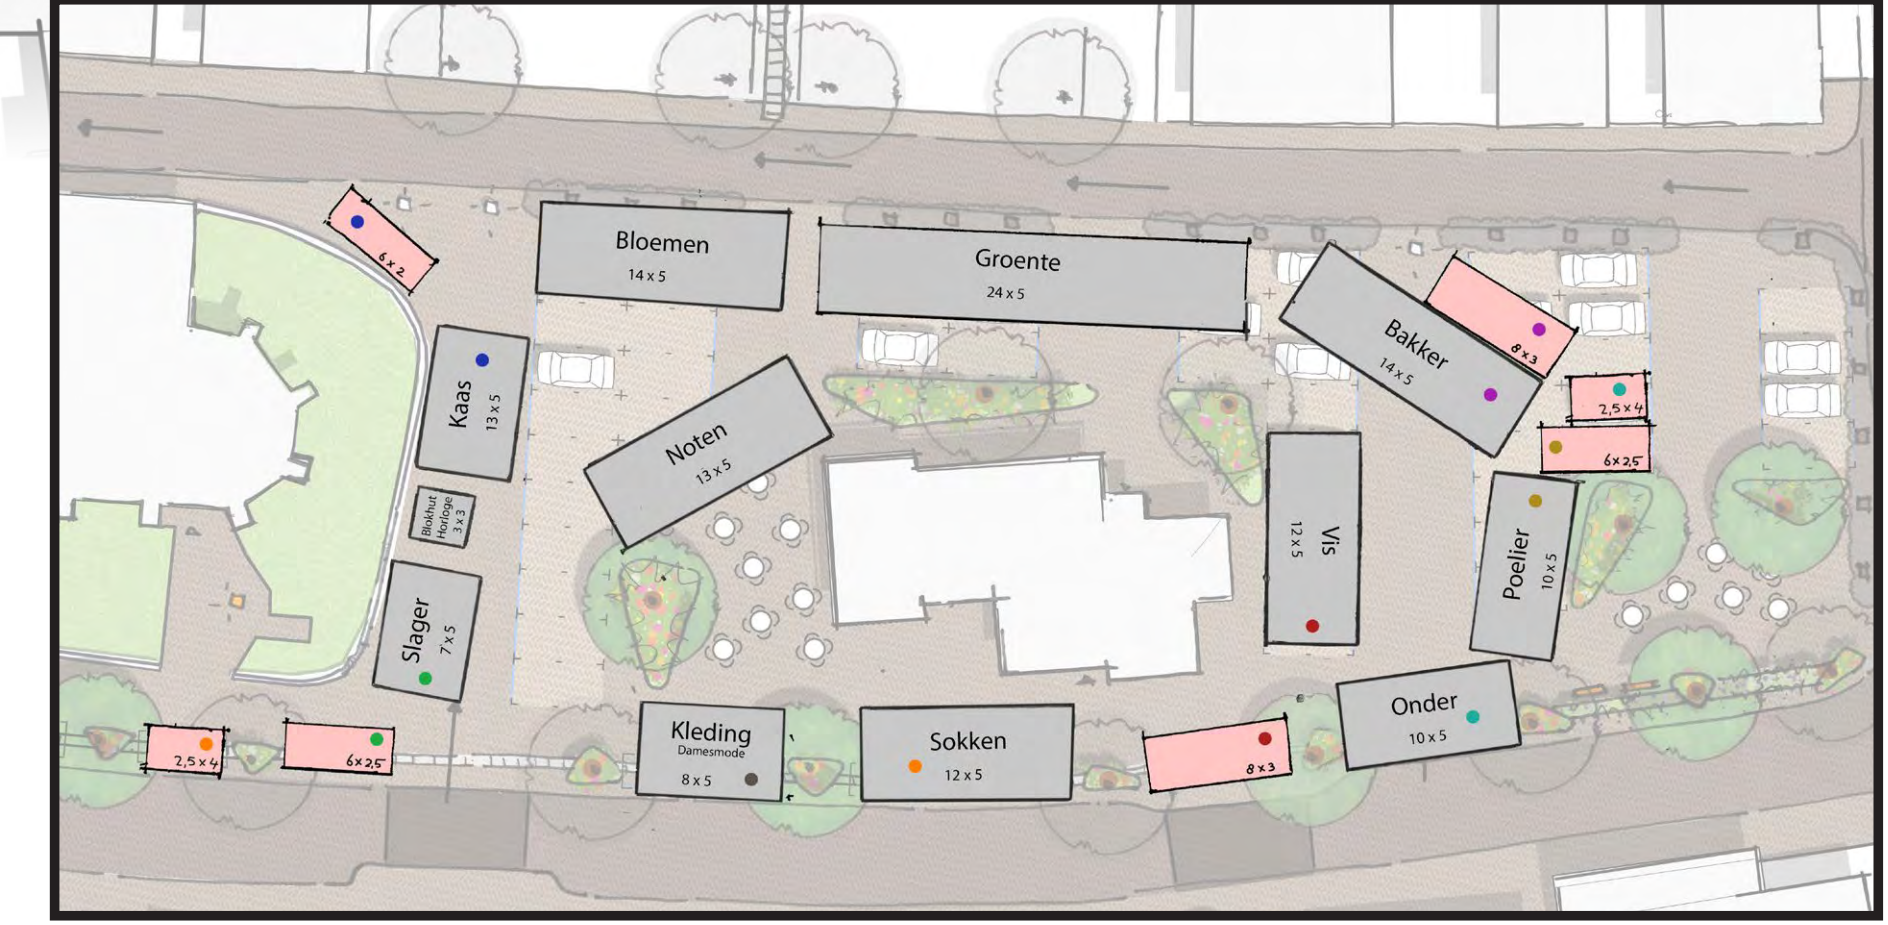 6 x 2
Bloemen
14 x 5
Groente
24 x 5
Bakker
14 x 5
8 x 3
2,5 x 4
6 x 2,5
Kaas
13 x 5
Noten
13 x 5
Blokhut
Horloge
3 x 3
Vis
12 x 5
Poelier
10 x 5
Slager
7 x 5
2,5 x 4
6 x 2,5
Kleding
Damesmode
8 x 5
Sokken
12 x 5
8 x 3
Onder
10 x 5